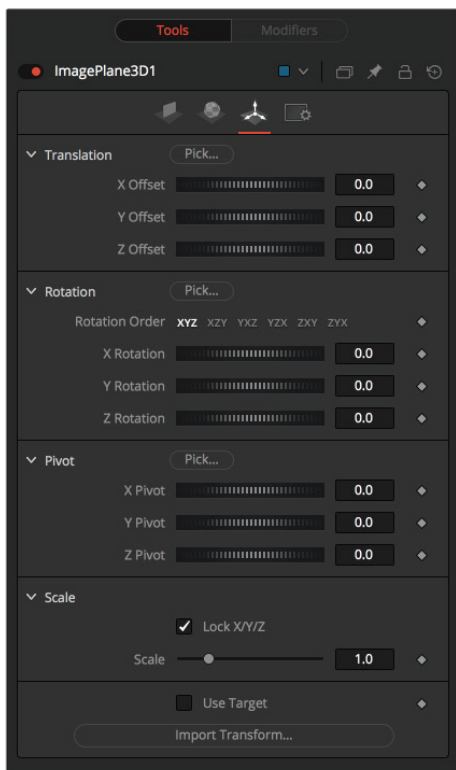 Tools Modifiers
ImagePlane3D1
Translation Pick...
X Offset 0.0
Y Offset 0.0
Z Offset 0.0
Rotation Pick...
Rotation Order XYZ XZY YXZ YZX ZXY ZYX
X Rotation 0.0
Y Rotation 0.0
Z Rotation 0.0
Pivot Pick...
X Pivot 0.0
Y Pivot 0.0
Z Pivot 0.0
Scale
Lock X/Y/Z
Scale 1.0
Use Target
Import Transform...